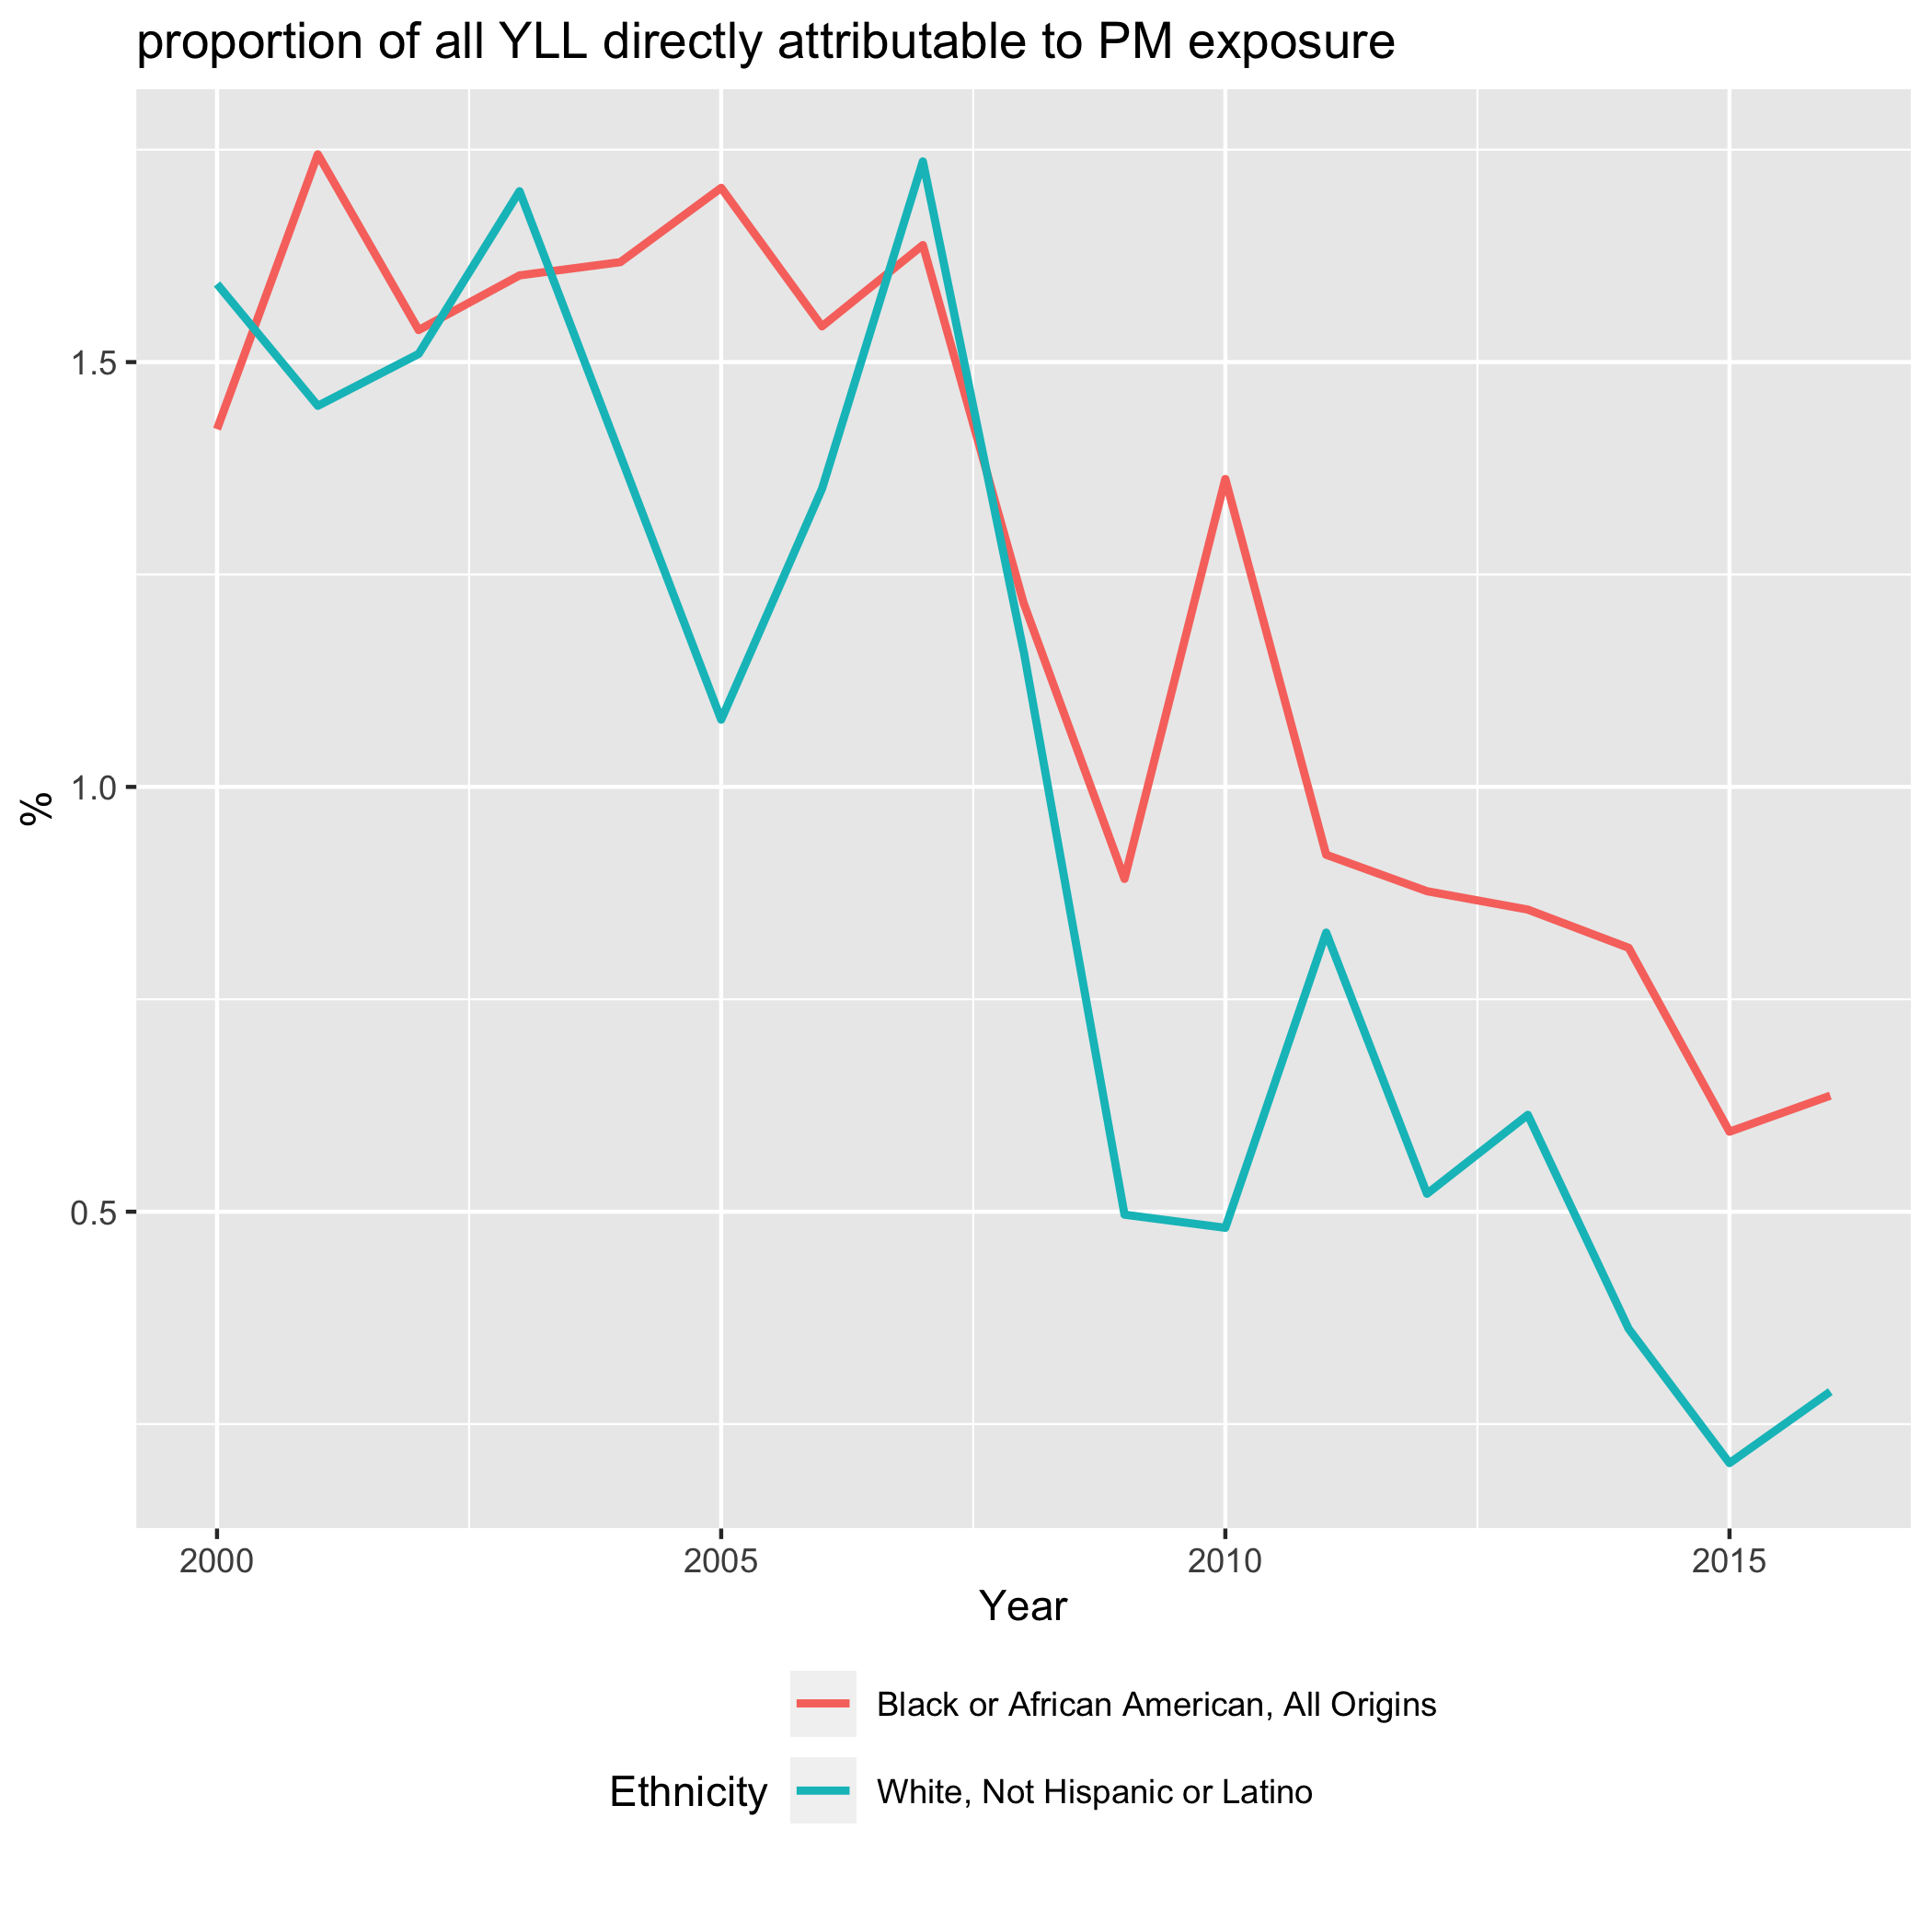 proportion of all YLL directly attributable to PM exposure
1.5
1.0
0.5
%
2000 2005 2010 2015
Year
Ethnicity
Black or African American, All Origins
White, Not Hispanic or Latino